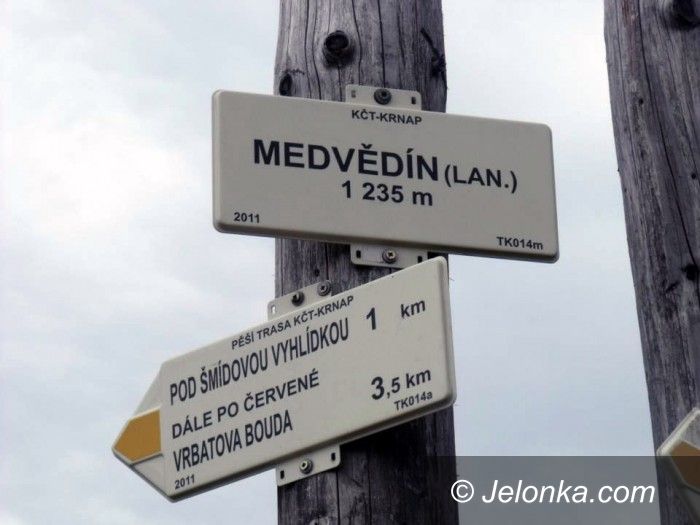 KČT-KRNAP
MEDVĚDÍN (LAN.)
1 235 m
2011 TK014m
PĚŠÍ TRASA KČT-KRNAP
POD ŠMÍDOVOU VYHLÍDKOU 1 km
DÁLE PO ČERVENÉ
VRBATOVA BOUDA 3,5 km
2011 TK014a
© Jelonka.com